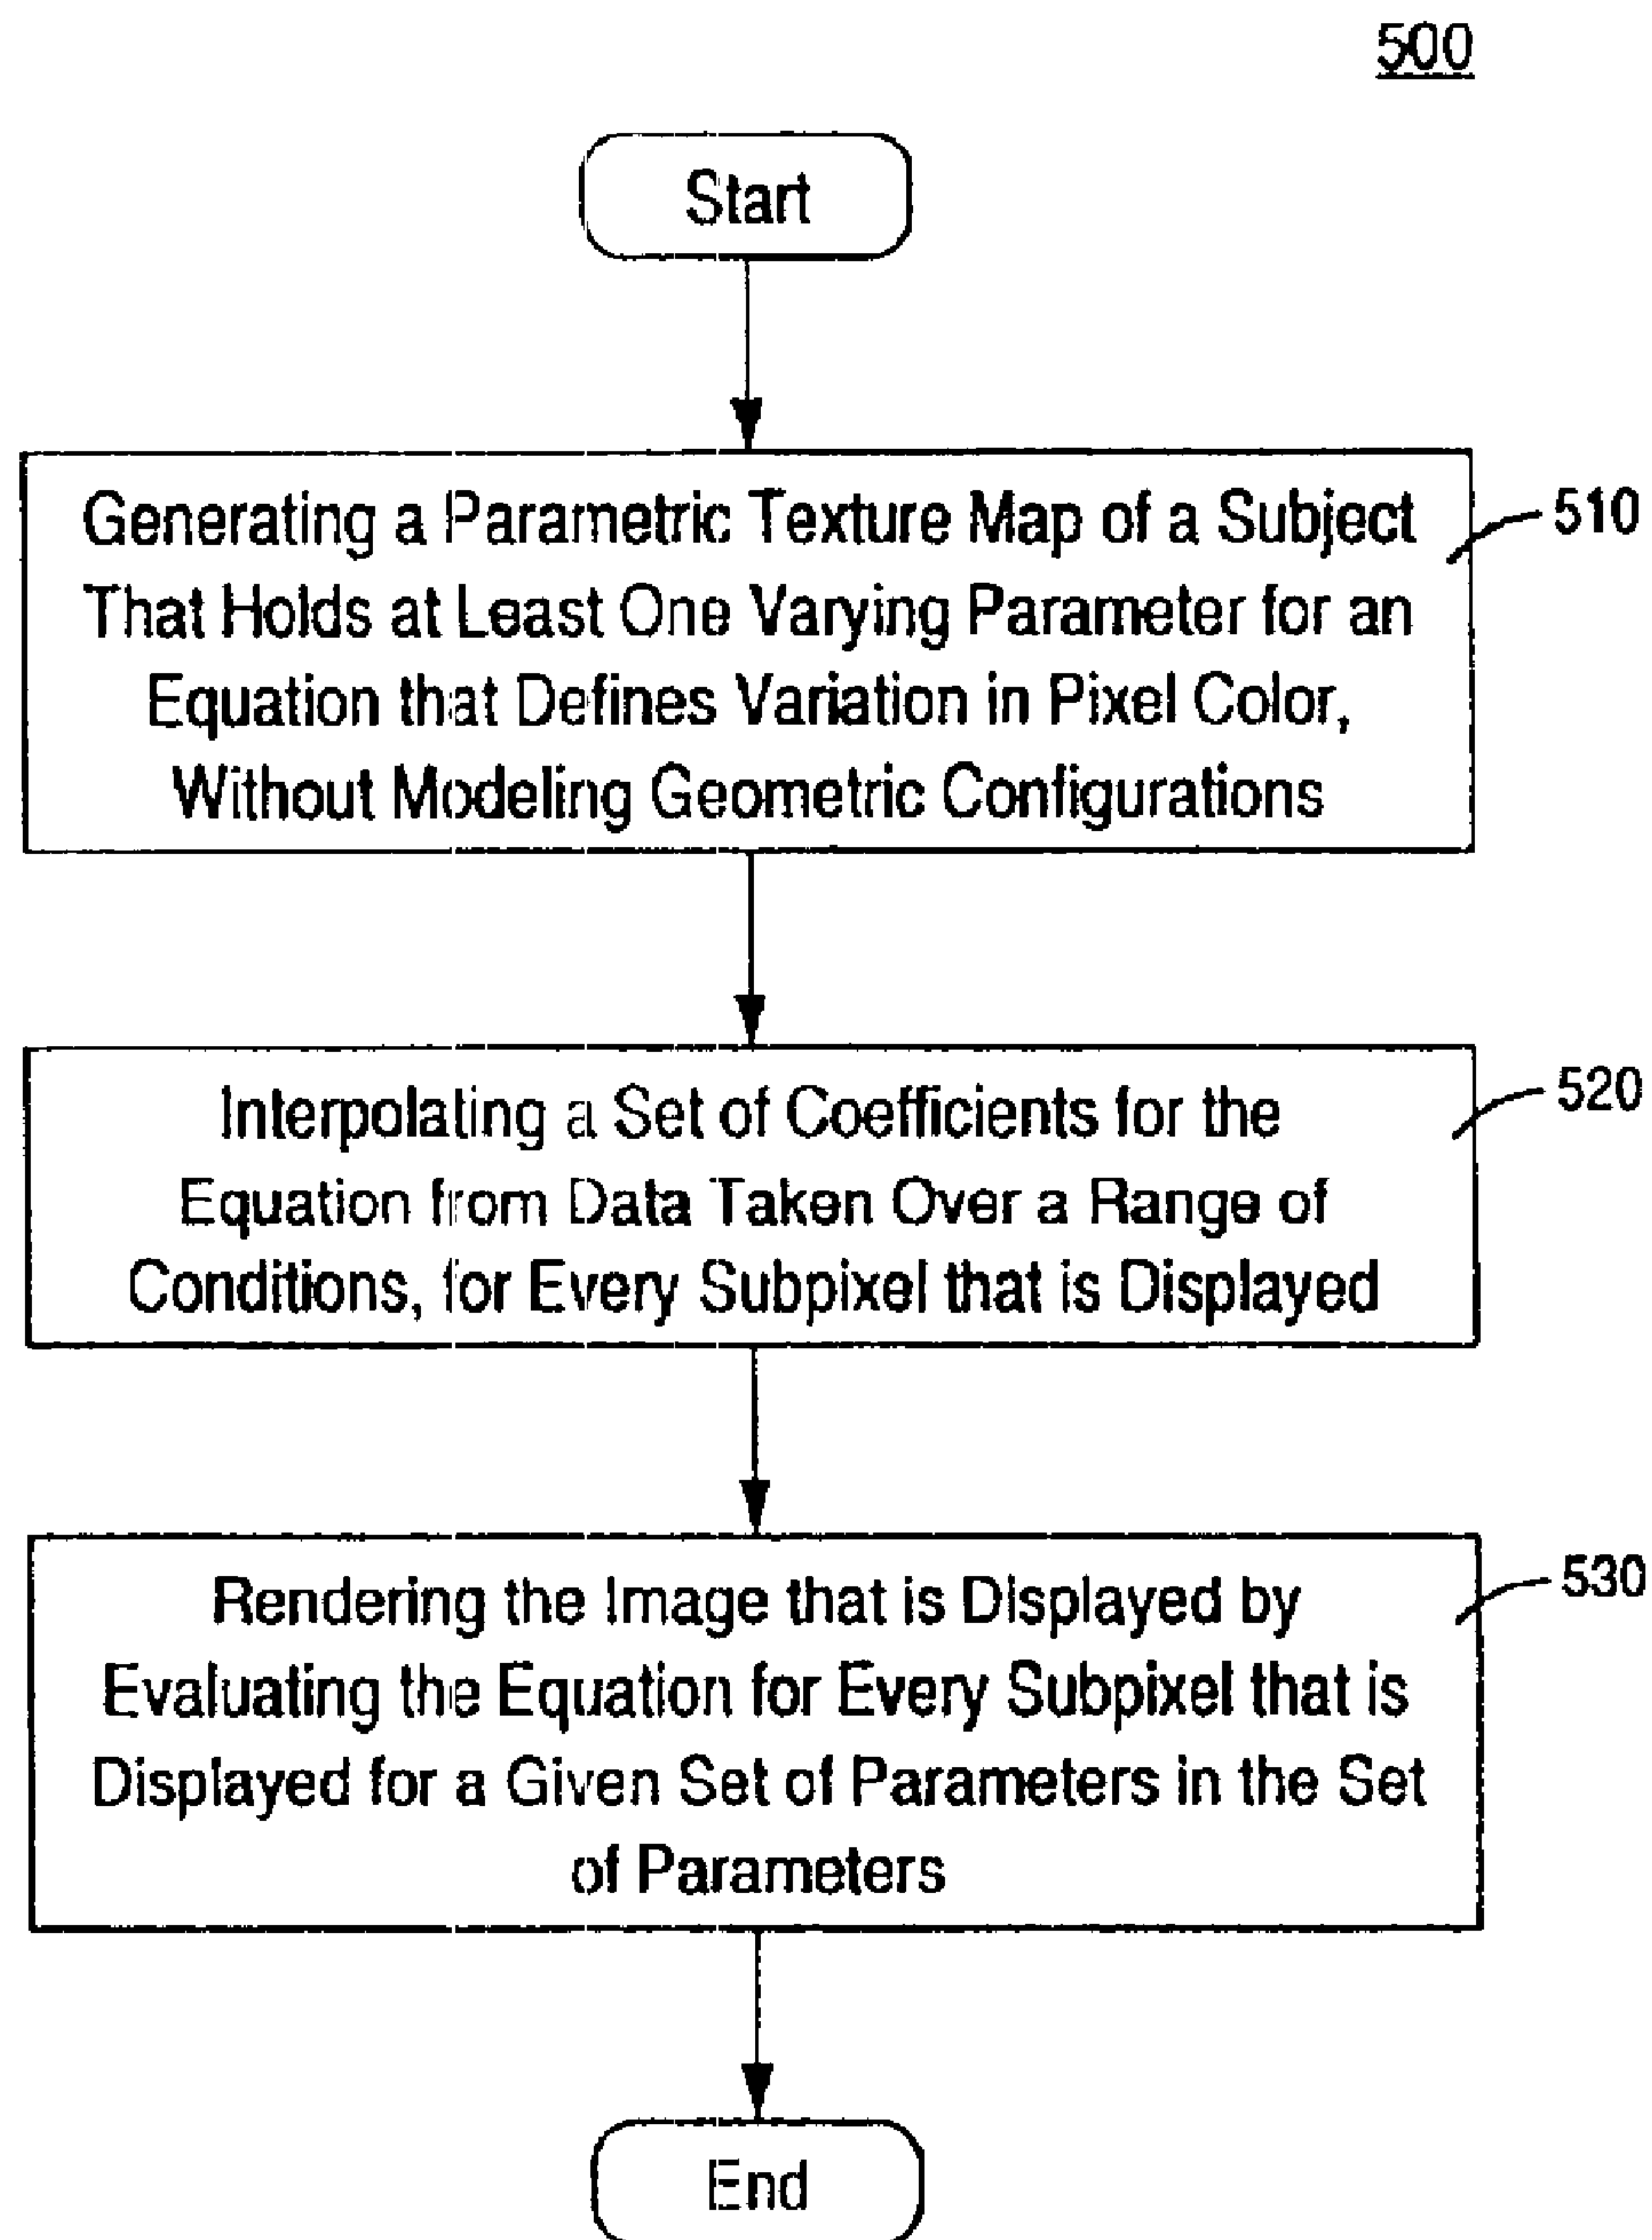 500
Start
Generating a Parametric Texture Map of a Subject
That Holds at Least One Varying Parameter for an
Equation that Defines Variation in Pixel Color,
Without Modeling Geometric Configurations
510
Interpolating a Set of Coefficients for the
Equation from Data Taken Over a Range of
Conditions, for Every Subpixel that is Displayed
520
Rendering the Image that is Displayed by
Evaluating the Equation for Every Subpixel that is
Displayed for a Given Set of Parameters in the Set
of Parameters
530
End